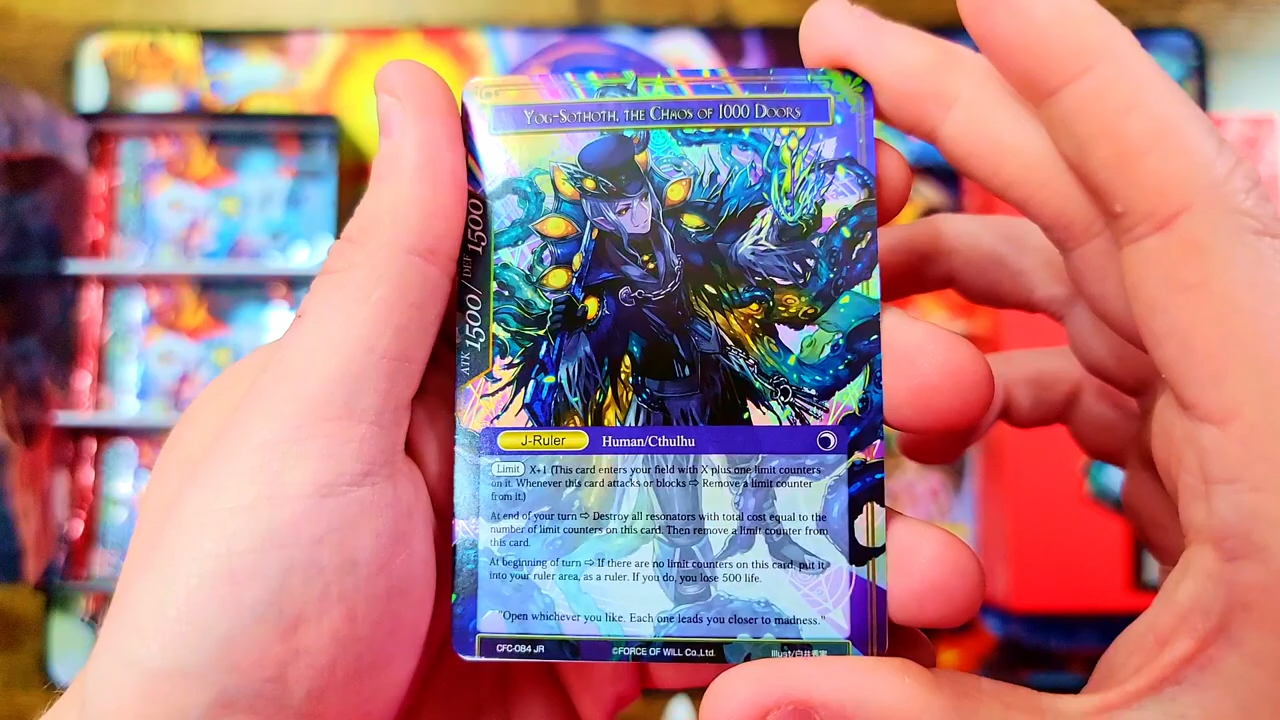 YOG-SOTHOTH, THE CHAOS OF 1000 DOORS
ATK 1500 / DEF 1500
J-Ruler Human/Cthulhu
Limit X+1 (This card enters your field with X plus one limit counters
on it. Whenever this card attacks or blocks ⇨ Remove a limit counter
from it.)
At end of your turn ⇨ Destroy all resonators with total cost equal to the
number of limit counters on this card. Then remove a limit counter from
this card.
At beginning of turn ⇨ If there are no limit counters on this card, put it
into your ruler area, as a ruler. If you do, you lose 500 life.
"Open whichever you like. Each one leads you closer to madness."
CFC-084 JR ©FORCE OF WILL Co.,Ltd. Illust/白井秀実